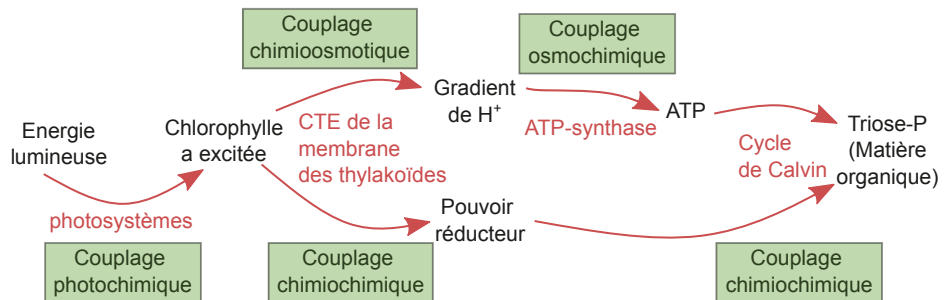 Couplage
chimioosmotique
Couplage
osmochimique
Energie
lumineuse
photosystèmes
Couplage
photochimique
Chlorophylle
a excitée
CTE de la
membrane
des thylakoïdes
Gradient
de H⁺
ATP-synthase
ATP
Cycle
de Calvin
Triose-P
(Matière
organique)
Pouvoir
réducteur
Couplage
chimiochimique
Couplage
chimiochimique